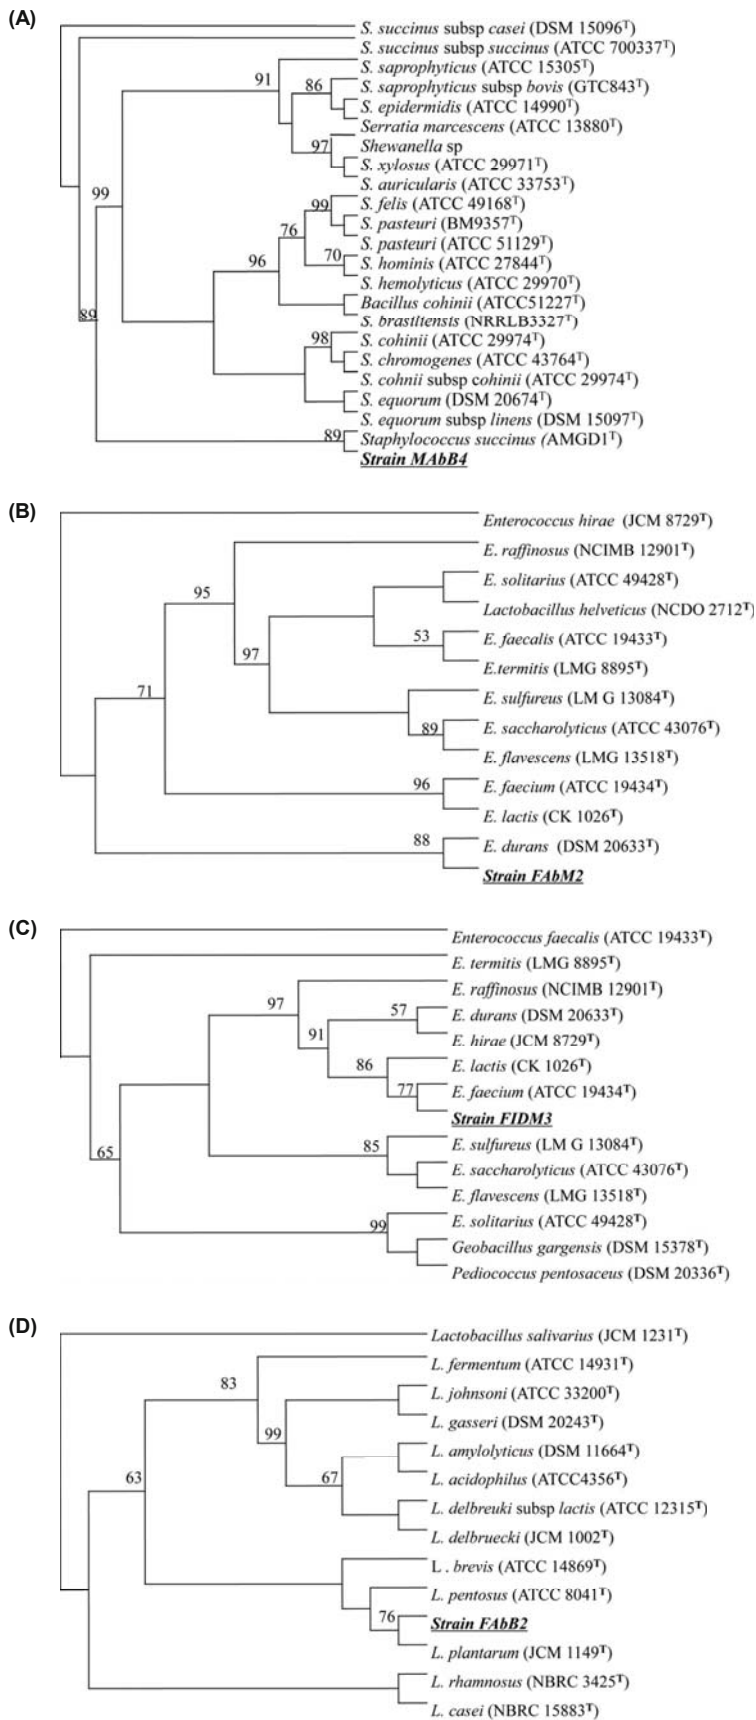 (A)
S. succinus subsp casei (DSM 15096T)
S. succinus subsp succinus (ATCC 700337T)
S. saprophyticus (ATCC 15305T)
91
S. saprophyticus subsp bovis (GTC843T)
86
S. epidermidis (ATCC 14990T)
Serratia marcescens (ATCC 13880T)
Shewanella sp
97
S. xylosus (ATCC 29971T)
S. auricularis (ATCC 33753T)
99
S. felis (ATCC 49168T)
99
S. pasteuri (BM9357T)
76
S. pasteuri (ATCC 51129T)
S. hominis (ATCC 27844T)
70
96
S. hemolyticus (ATCC 29970T)
Bacillus cohinii (ATCC51227T)
S. brasiitensis (NRRLB3327T)
89
S. cohinii (ATCC 29974T)
98
S. chromogenes (ATCC 43764T)
S. cohnii subsp cohinii (ATCC 29974T)
S. equorum (DSM 20674T)
S. equorum subsp linens (DSM 15097T)
89
Staphylococcus succinus (AMGD1T)
Strain MAbB4
(B)
Enterococcus hirae (JCM 8729T)
E. raffinosus (NCIMB 12901T)
E. solitarius (ATCC 49428T)
95
Lactobacillus helveticus (NCDO 2712T)
53
E. faecalis (ATCC 19433T)
97
E.termitis (LMG 8895T)
71
E. sulfureus (LM G 13084T)
89
E. saccharolyticus (ATCC 43076T)
E. flavescens (LMG 13518T)
96
E. faecium (ATCC 19434T)
E. lactis (CK 1026T)
88
E. durans (DSM 20633T)
Strain FAbM2
(C)
Enterococcus faecalis (ATCC 19433T)
E. termitis (LMG 8895T)
E. raffinosus (NCIMB 12901T)
97
57
E. durans (DSM 20633T)
91
E. hirae (JCM 8729T)
86
E. lactis (CK 1026T)
77
E. faecium (ATCC 19434T)
Strain FIDM3
65
85
E. sulfureus (LM G 13084T)
E. saccharolyticus (ATCC 43076T)
E. flavescens (LMG 13518T)
99
E. solitarius (ATCC 49428T)
Geobacillus gargensis (DSM 15378T)
Pediococcus pentosaceus (DSM 20336T)
(D)
Lactobacillus salivarius (JCM 1231T)
L. fermentum (ATCC 14931T)
83
L. johnsoni (ATCC 33200T)
L. gasseri (DSM 20243T)
99
L. amylolyticus (DSM 11664T)
63
67
L. acidophilus (ATCC4356T)
L. delbreuki subsp lactis (ATCC 12315T)
L. delbruecki (JCM 1002T)
L . brevis (ATCC 14869T)
L. pentosus (ATCC 8041T)
76
Strain FAbB2
L. plantarum (JCM 1149T)
L. rhamnosus (NBRC 3425T)
L. casei (NBRC 15883T)